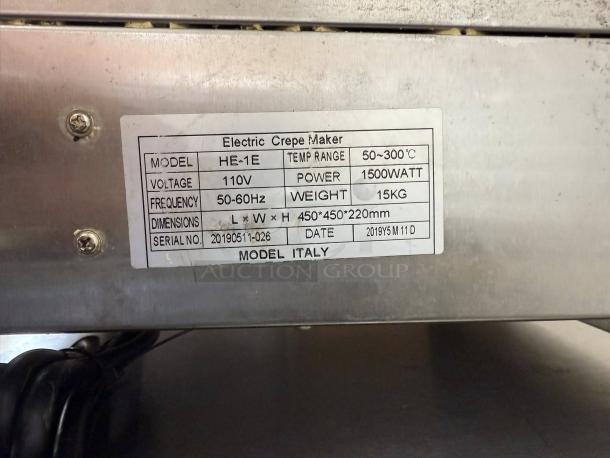 Electric Crepe Maker
MODEL HE-1E TEMP RANGE 50~300℃
VOLTAGE 110V POWER 1500WATT
FREQUENCY 50-60Hz WEIGHT 15KG
DIMENSIONS L × W × H 450*450*220mm
SERIAL NO. 20190511-026 DATE 2019Y5M11D
MODEL ITALY
AUCTION GROUP